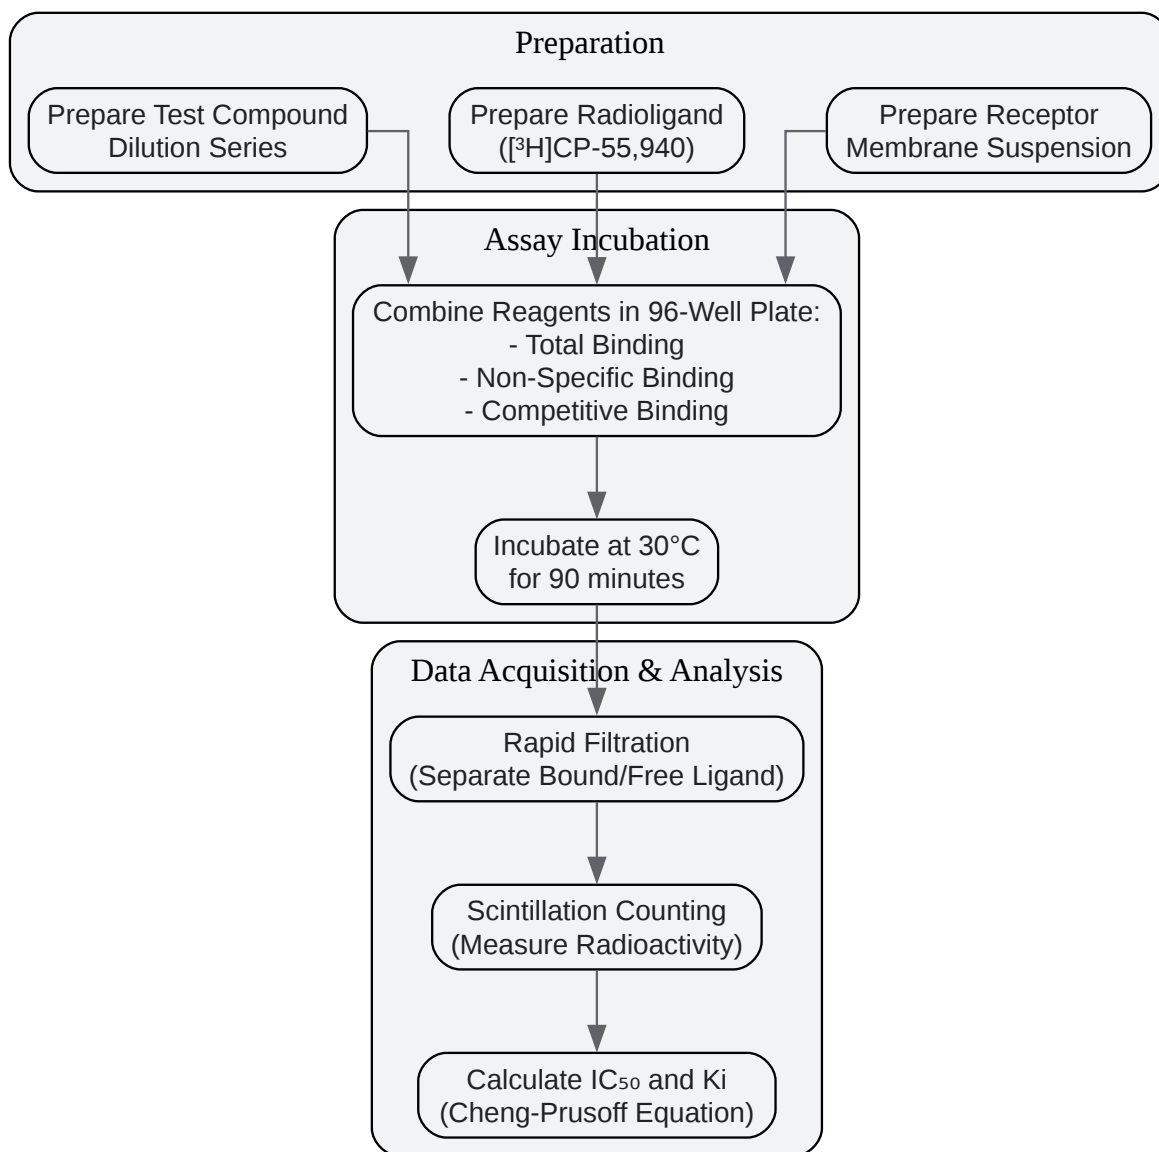 Preparation
Prepare Test Compound
Dilution Series
Prepare Radioligand
([³H]CP-55,940)
Prepare Receptor
Membrane Suspension
Assay Incubation
Combine Reagents in 96-Well Plate:
- Total Binding
- Non-Specific Binding
- Competitive Binding
Incubate at 30°C
for 90 minutes
Data Acquisition & Analysis
Rapid Filtration
(Separate Bound/Free Ligand)
Scintillation Counting
(Measure Radioactivity)
Calculate IC₅₀ and Ki
(Cheng-Prusoff Equation)